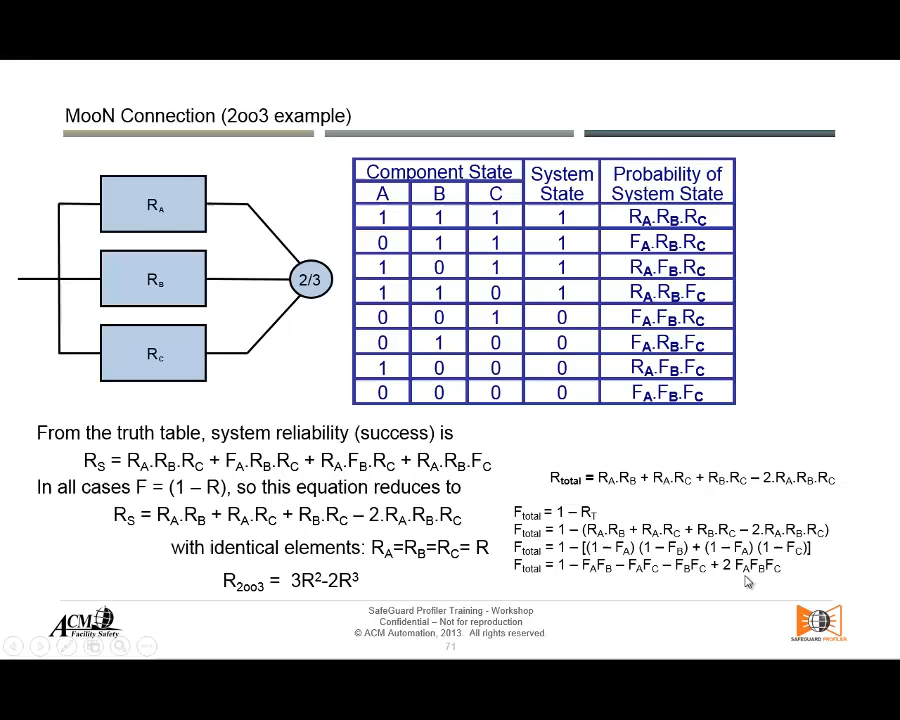 MooN Connection (2oo3 example)
R_A
R_B
R_C
2/3
Component State System State Probability of System State
A B C
1 1 1 1 R_A.R_B.R_C
0 1 1 1 F_A.R_B.R_C
1 0 1 1 R_A.F_B.R_C
1 1 0 1 R_A.R_B.F_C
0 0 1 0 F_A.F_B.R_C
0 1 0 0 F_A.R_B.F_C
1 0 0 0 R_A.F_B.F_C
0 0 0 0 F_A.F_B.F_C
From the truth table, system reliability (success) is
R_S = R_A.R_B.R_C + F_A.R_B.R_C + R_A.F_B.R_C + R_A.R_B.F_C
In all cases F = (1 – R), so this equation reduces to
R_S = R_A.R_B + R_A.R_C + R_B.R_C – 2.R_A.R_B.R_C
with identical elements: R_A=R_B=R_C= R
R_2oo3 = 3R²-2R³
R_total = R_A.R_B + R_A.R_C + R_B.R_C – 2.R_A.R_B.R_C
F_total = 1 – R_T
F_total = 1 – (R_A.R_B + R_A.R_C + R_B.R_C – 2.R_A.R_B.R_C)
F_total = 1 – [(1 – F_A) (1 – F_B) + (1 – F_A) (1 – F_C)]
F_total = 1 – F_AF_B – F_AF_C – F_BF_C + 2 F_AF_BF_C
ACM
Facility Safety
SafeGuard Profiler Training - Workshop
Confidential – Not for reproduction
© ACM Automation, 2013. All rights reserved.
71
SAFEGUARD PROFILER